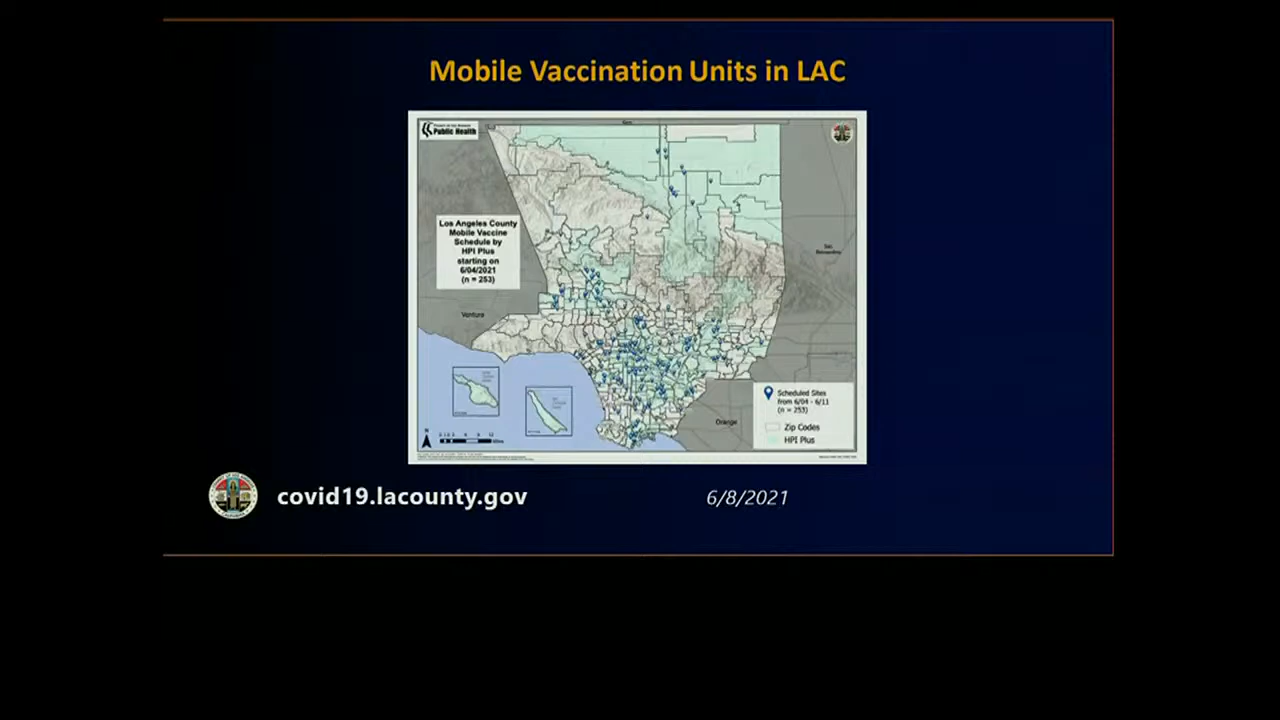 Mobile Vaccination Units in LAC
Public Health
Los Angeles County
Mobile Vaccine
Schedule by
HPI Plus
starting on
6/04/2021
(n = 253)
Ventura
Orange
Scheduled Sites
from 6/04 - 6/11
(n = 253)
Zip Codes
HPI Plus
N
covid19.lacounty.gov
6/8/2021